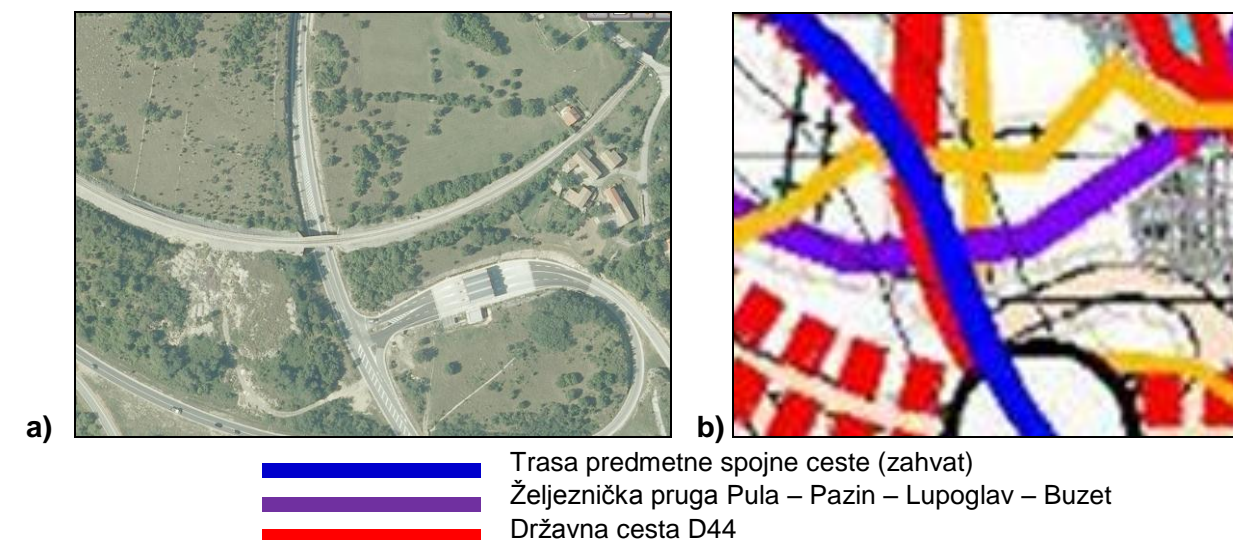 a)
b)
Trasa predmetne spojne ceste (zahvat)
Željeznička pruga Pula – Pazin – Lupoglav – Buzet
Državna cesta D44